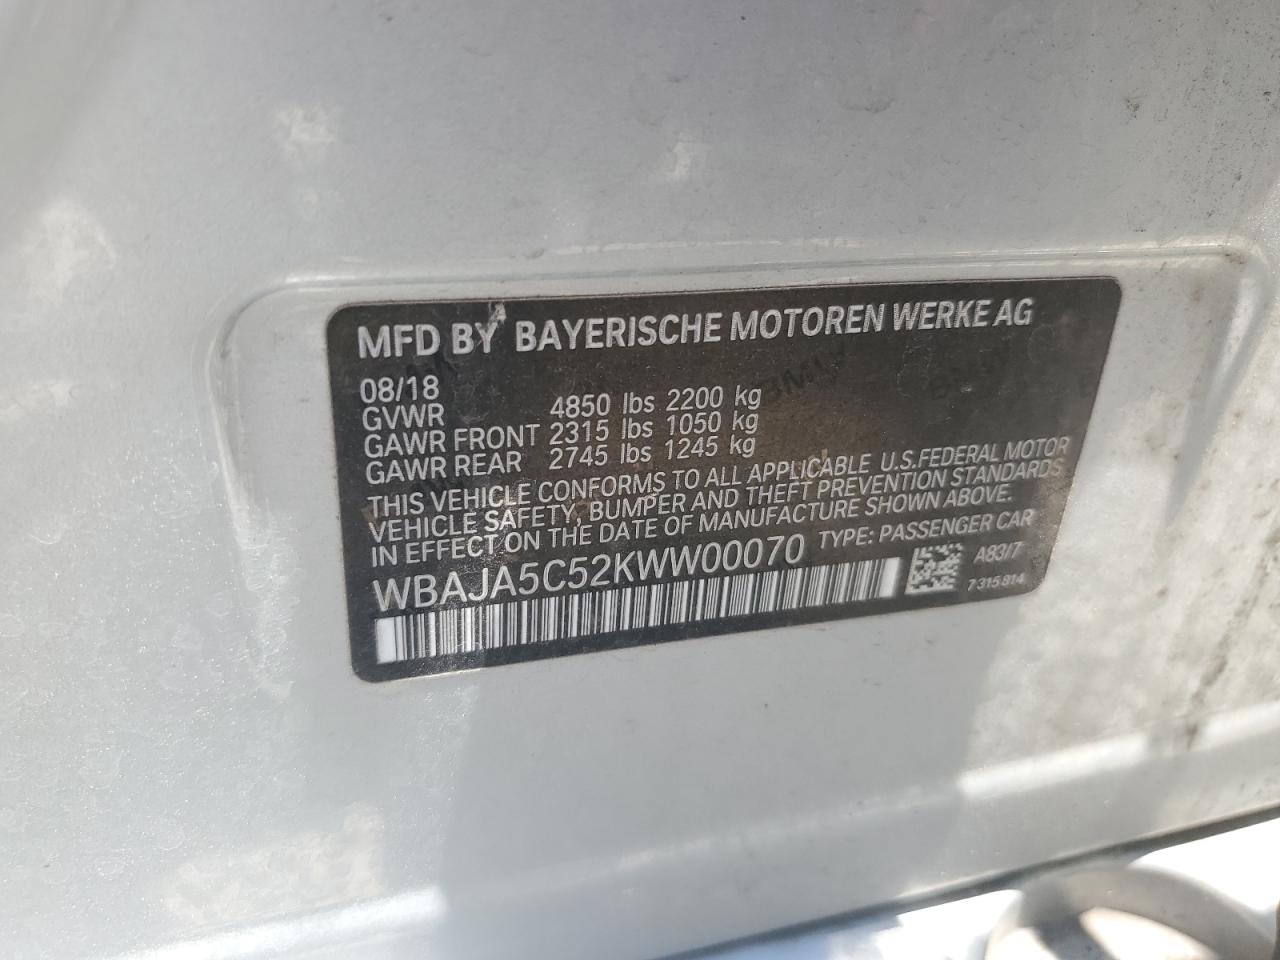 MFD BY BAYERISCHE MOTOREN WERKE AG
08/18
GVWR 4850 lbs 2200 kg
GAWR FRONT 2315 lbs 1050 kg
GAWR REAR 2745 lbs 1245 kg
THIS VEHICLE CONFORMS TO ALL APPLICABLE U.S.FEDERAL MOTOR
VEHICLE SAFETY, BUMPER AND THEFT PREVENTION STANDARDS
IN EFFECT ON THE DATE OF MANUFACTURE SHOWN ABOVE.
WBAJA5C52KWW00070 TYPE: PASSENGER CAR
A83/7
7 315 814